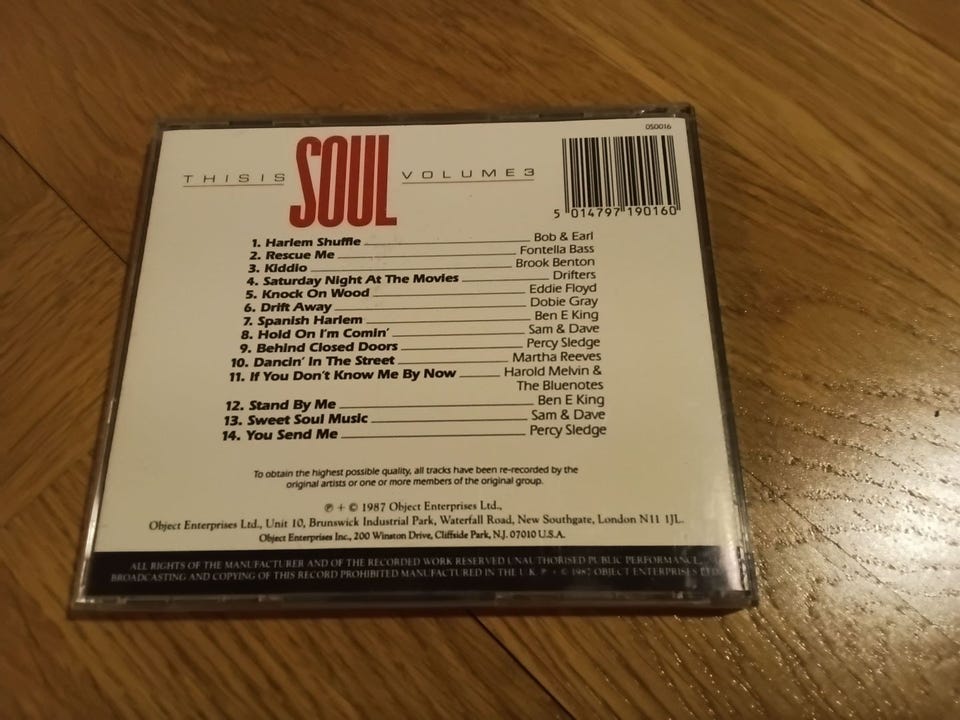 OS0016
THIS IS SOUL VOLUME 3
5 014797 190160
1. Harlem Shuffle Bob & Earl
2. Rescue Me Fontella Bass
3. Kiddio Brook Benton
4. Saturday Night At The Movies Drifters
5. Knock On Wood Eddie Floyd
6. Drift Away Dobie Gray
7. Spanish Harlem Ben E King
8. Hold On I'm Comin' Sam & Dave
9. Behind Closed Doors Percy Sledge
10. Dancin' In The Street Martha Reeves
11. If You Don't Know Me By Now Harold Melvin &
The Bluenotes
12. Stand By Me Ben E King
13. Sweet Soul Music Sam & Dave
14. You Send Me Percy Sledge
To obtain the highest possible quality, all tracks have been re-recorded by the
original artists or one or more members of the original group.
℗ + © 1987 Object Enterprises Ltd.,
Object Enterprises Ltd., Unit 10, Brunswick Industrial Park, Waterfall Road, New Southgate, London N11 1JL.
Object Enterprises Inc., 200 Winston Drive, Cliffside Park, N.J. 07010 U.S.A.
ALL RIGHTS OF THE MANUFACTURER AND OF THE RECORDED WORK RESERVED UNAUTHORISED PUBLIC PERFORMANCE,
BROADCASTING AND COPYING OF THIS RECORD PROHIBITED MANUFACTURED IN THE U.K. ℗ + © 1987 OBJECT ENTERPRISES LTD.